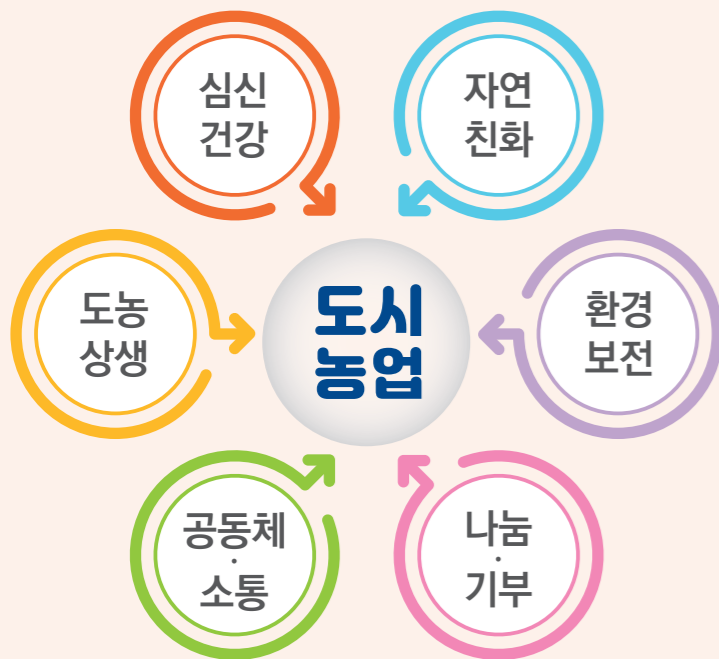 심신
건강
자연
친화
도농
상생
도시
농업
환경
보전
공동체
·
소통
나눔
·
기부